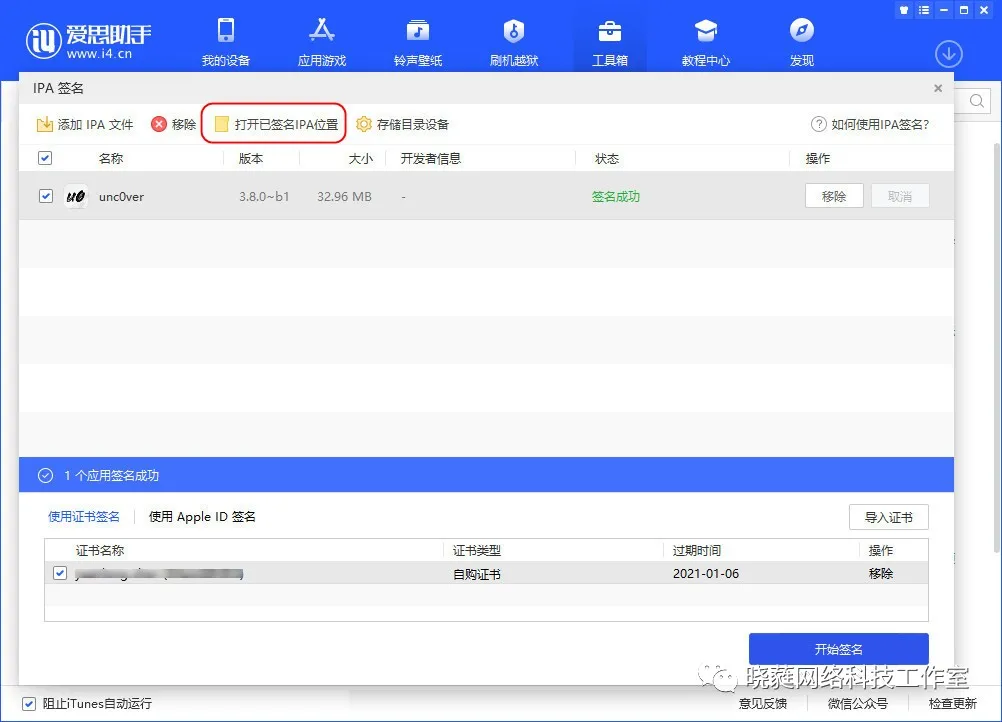 iU 爱思助手
www.i4.cn
我的设备 应用游戏 铃声壁纸 刷机越狱 工具箱 教程中心 发现
IPA 签名
添加 IPA 文件 移除 打开已签名IPA位置 存储目录设备 如何使用IPA签名?
名称 版本 大小 开发者信息 状态 操作
u0 unc0ver 3.8.0~b1 32.96 MB - 签名成功 移除 取消
1 个应用签名成功
使用证书签名 使用 Apple ID 签名 导入证书
证书名称 证书类型 过期时间 操作
自购证书 2021-01-06 移除
开始签名
晓蕤网络科技工作室
阻止iTunes自动运行 意见反馈 微信公众号 检查更新